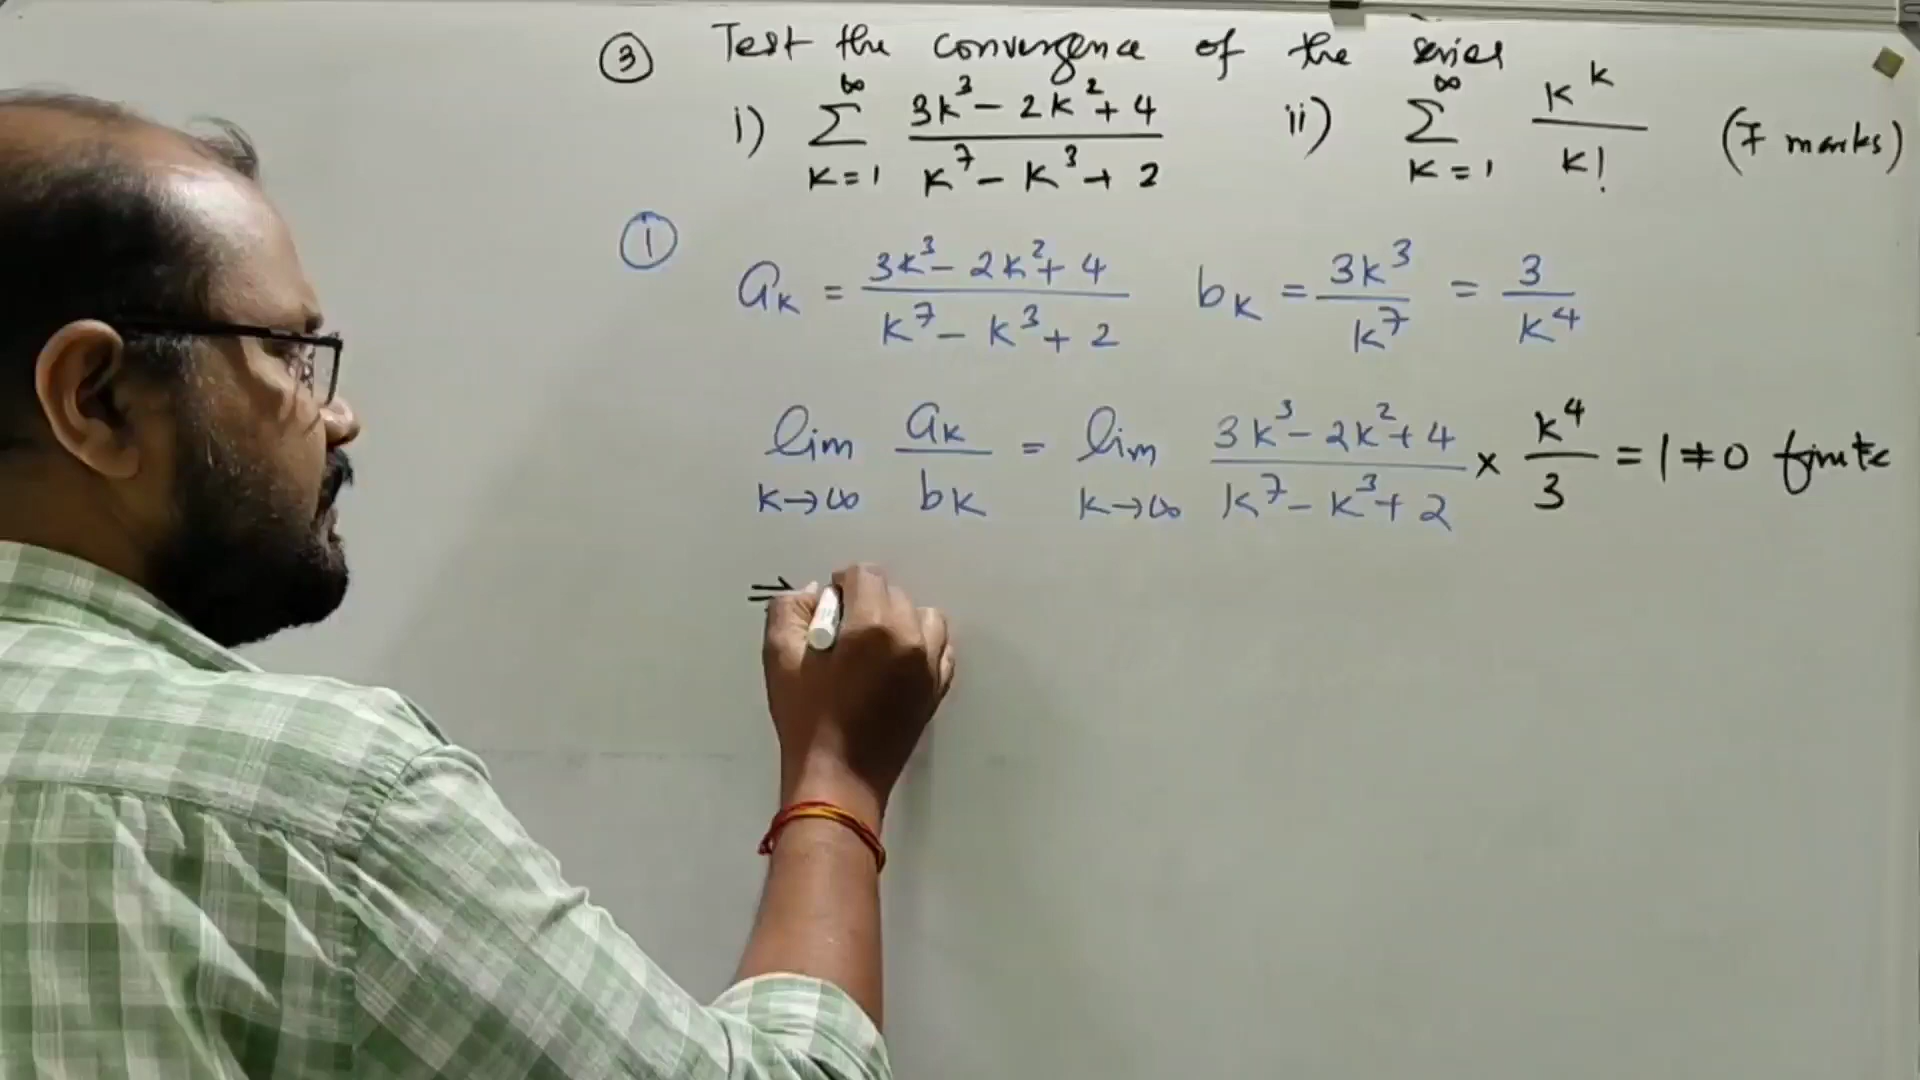 ③ Test the convergence of the series
i) ∑_{K=1}^{∞} (3k³ - 2k² + 4)/(k⁷ - k³ + 2) ii) ∑_{K=1}^{∞} k^k/k! (7 marks)
① a_k = (3k³ - 2k² + 4)/(k⁷ - k³ + 2) b_k = 3k³/k⁷ = 3/k⁴
lim_{k→∞} a_k/b_k = lim_{k→∞} (3k³ - 2k² + 4)/(k⁷ - k³ + 2) × k⁴/3 = 1 ≠ 0 finite
⇒